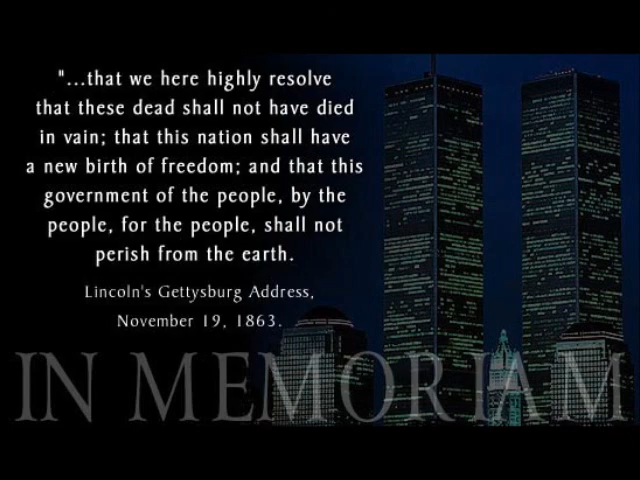 "...that we here highly resolve
that these dead shall not have died
in vain; that this nation shall have
a new birth of freedom; and that this
government of the people, by the
people, for the people, shall not
perish from the earth.
Lincoln's Gettysburg Address,
November 19, 1863.
IN MEMORIAM